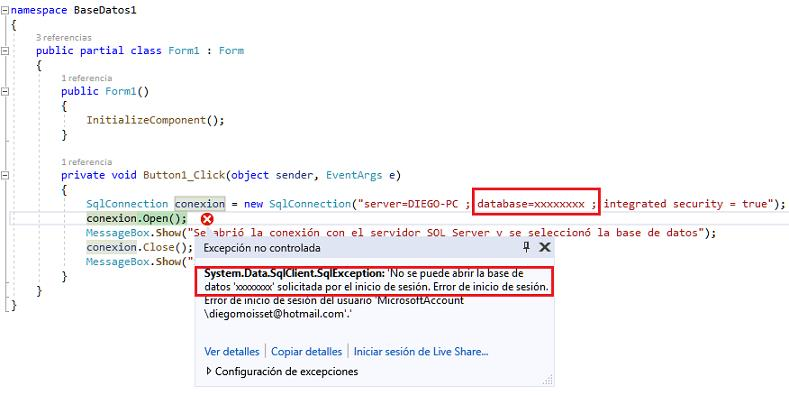 namespace BaseDatos1
{
3 referencias
public partial class Form1 : Form
{
1 referencia
public Form1()
{
InitializeComponent();
}
1 referencia
private void Button1_Click(object sender, EventArgs e)
{
SqlConnection conexion = new SqlConnection("server=DIEGO-PC ; database=xxxxxxxx ; integrated security = true");
conexion.Open();
MessageBox.Show("Se abrió la conexión con el servidor SQL Server y se seleccionó la base de datos");
conexion.Close();
MessageBox.Show("
}
}
}
Excepción no controlada
System.Data.SqlClient.SqlException: 'No se puede abrir la base de
datos 'xxxxxxxx' solicitada por el inicio de sesión. Error de inicio de sesión.
Error de inicio de sesión del usuario 'MicrosoftAccount
\diegomoisset@hotmail.com'.'
Ver detalles | Copiar detalles | Iniciar sesión de Live Share...
Configuración de excepciones